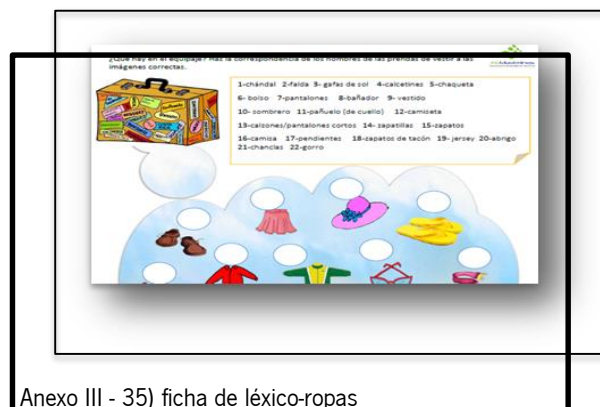 ¿Qué hay en el equipaje? Haz la correspondencia de los nombres de las prendas de vestir a las
imágenes correctas.
1-chándal 2-falda 3- gafas de sol 4-calcetines 5-chaqueta
6- bolso 7-pantalones 8-bañador 9- vestido
10- sombrero 11-pañuelo (de cuello) 12-camiseta
13-calzones/pantalones cortos 14- zapatillas 15-zapatos
16-camisa 17-pendientes 18-zapatos de tacón 19- jersey 20-abrigo
21-chanclas 22-gorro
Anexo III - 35) ficha de léxico-ropas